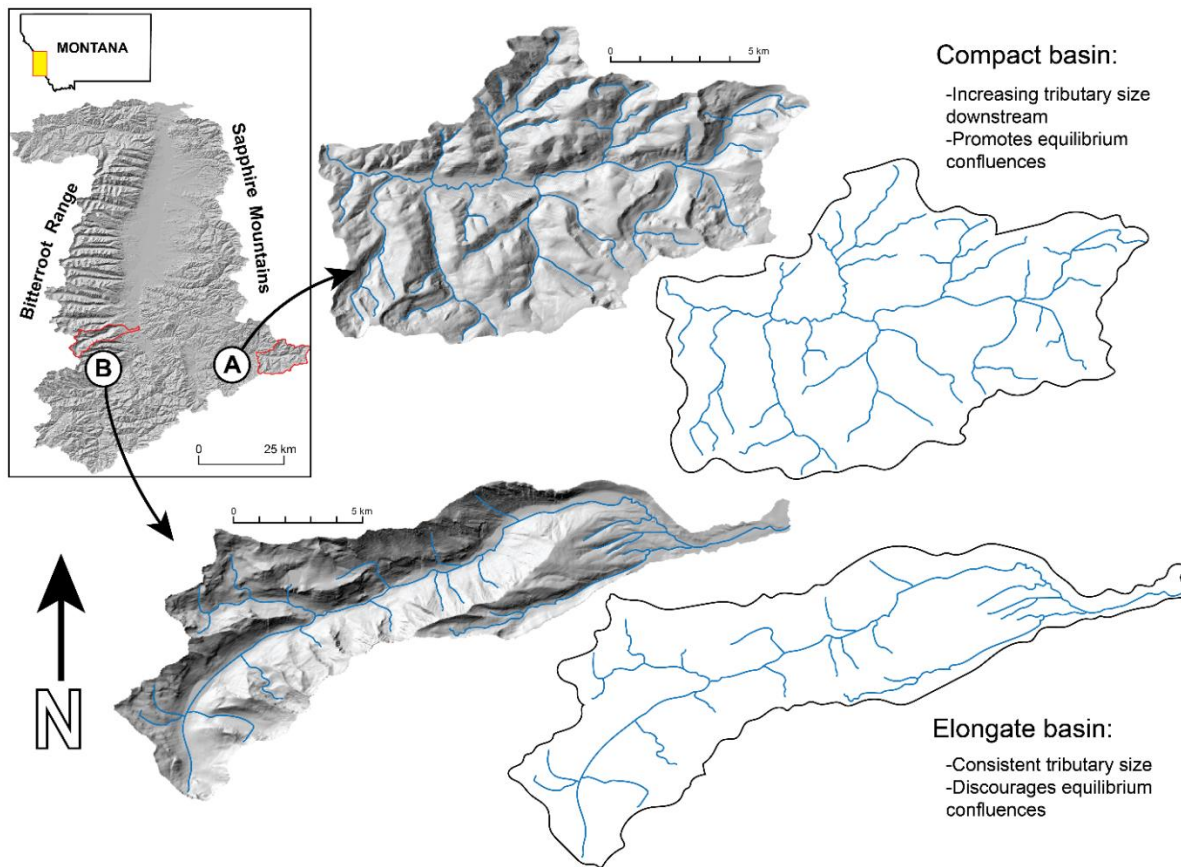 MONTANA
Bitterroot Range
Sapphire Mountains
B
A
0 25 km
0 5 km
Compact basin:
-Increasing tributary size
downstream
-Promotes equilibrium
confluences
0 5 km
N
Elongate basin:
-Consistent tributary size
-Discourages equilibrium
confluences